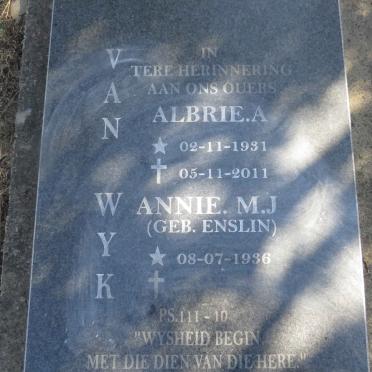 VAN WYK
IN
TERE HERINNERING
AAN ONS OUERS
ALBRIE.A
02-11-1931
05-11-2011
ANNIE. M.J
(GEB. ENSLIN)
08-07-1936
PS.111-10
"WYSHEID BEGIN
MET DIE DIEN VAN DIE HERE."